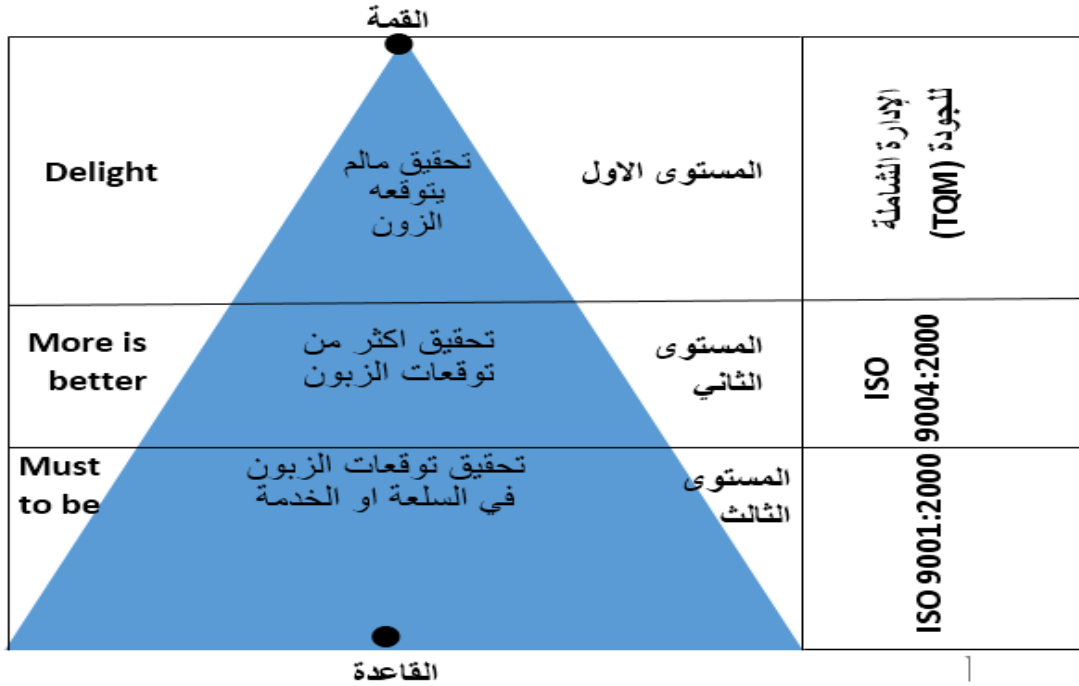 القمة
Delight
تحقيق مالم
يتوقعه
الزون
المستوى الاول
الإدارة الشاملة
للجودة (TQM)
More is
better
تحقيق اكثر من
توقعات الزبون
المستوى
الثاني
ISO
9004:2000
Must
to be
تحقيق توقعات الزبون
في السلعة او الخدمة
المستوى
الثالث
ISO 9001:2000
القاعدة